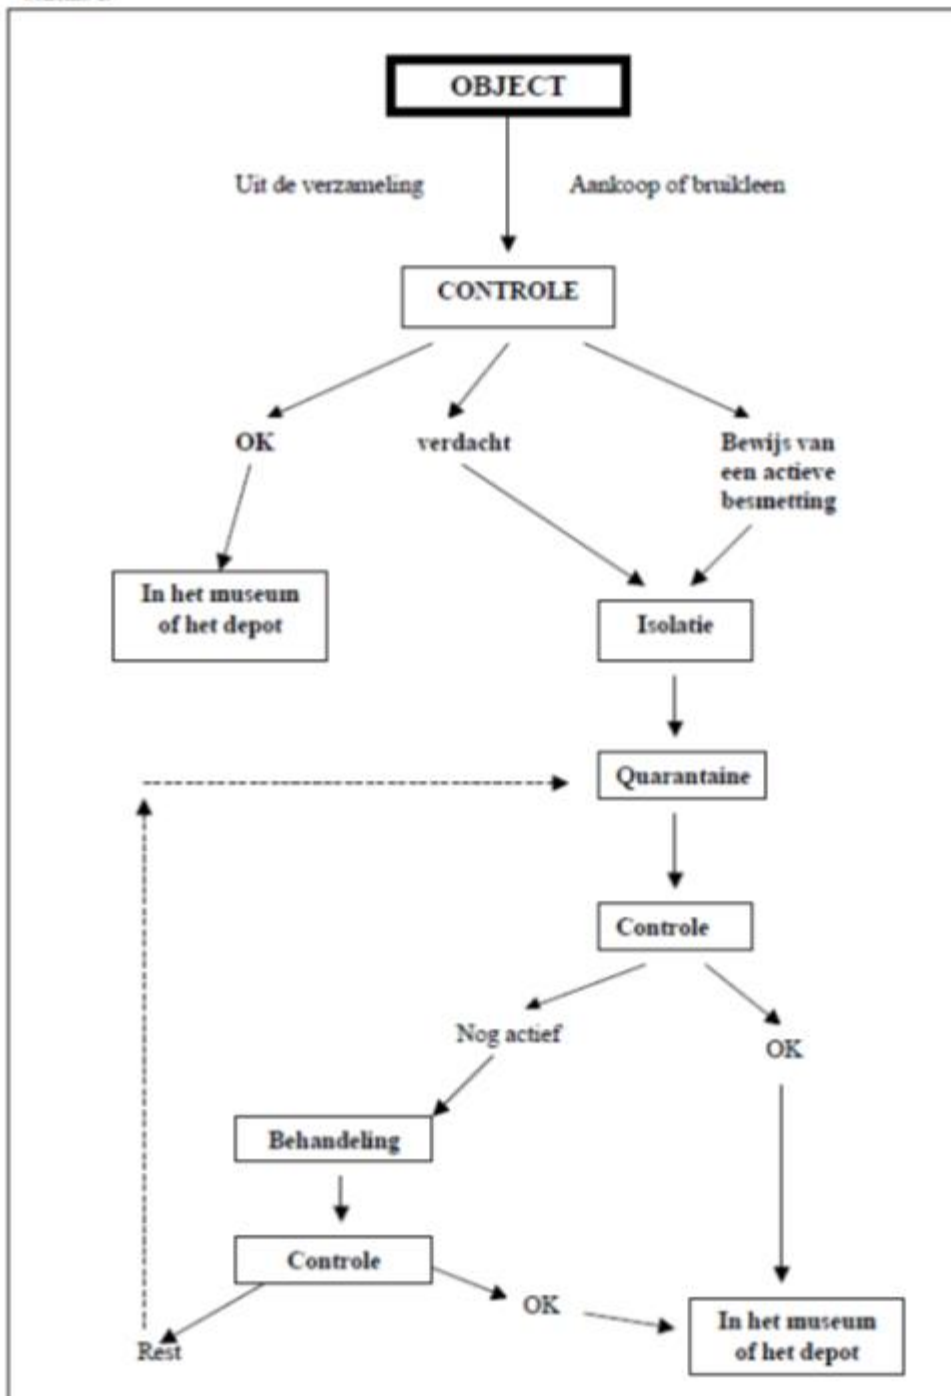 OBJECT
Uit de verzameling
Aankoop of bruikleen
CONTROLE
OK
verdacht
Bewijs van
een actieve
besmetting
In het museum
of het depot
Isolatie
Quarantaine
Controle
Nog actief
OK
Behandeling
Controle
OK
Rest
In het museum
of het depot